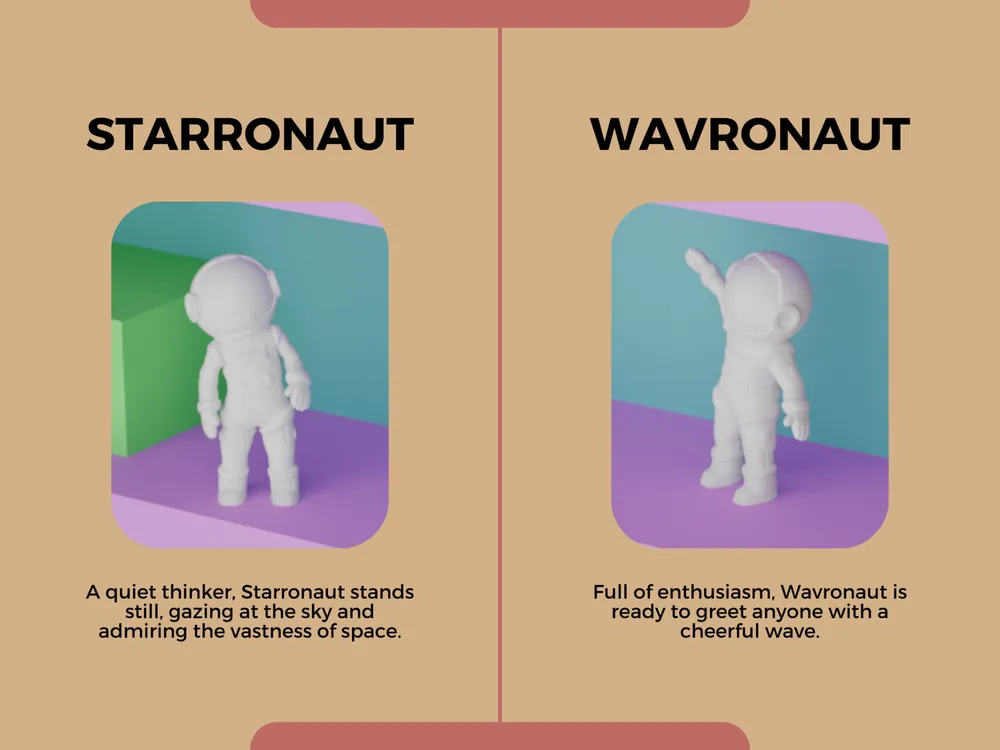 STARRONAUT
A quiet thinker, Starronaut stands
still, gazing at the sky and
admiring the vastness of space.
WAVRONAUT
Full of enthusiasm, Wavronaut is
ready to greet anyone with a
cheerful wave.